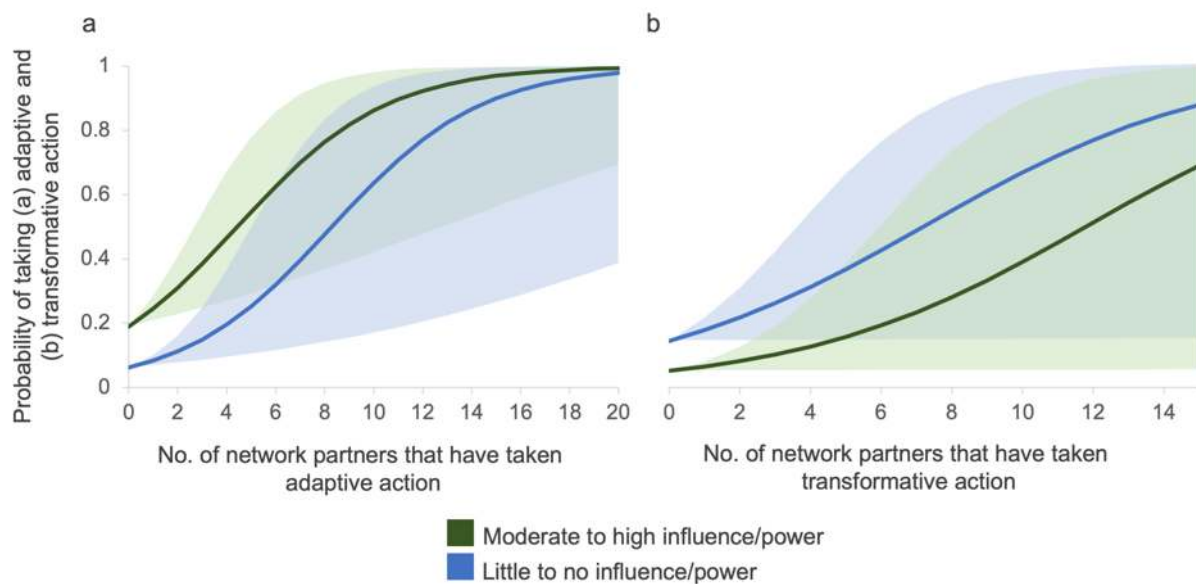 a
b
Probability of taking (a) adaptive and
(b) transformative action
1
0.8
0.6
0.4
0.2
0
0 2 4 6 8 10 12 14 16 18 20
0 2 4 6 8 10 12 14
No. of network partners that have taken
adaptive action
No. of network partners that have taken
transformative action
Moderate to high influence/power
Little to no influence/power